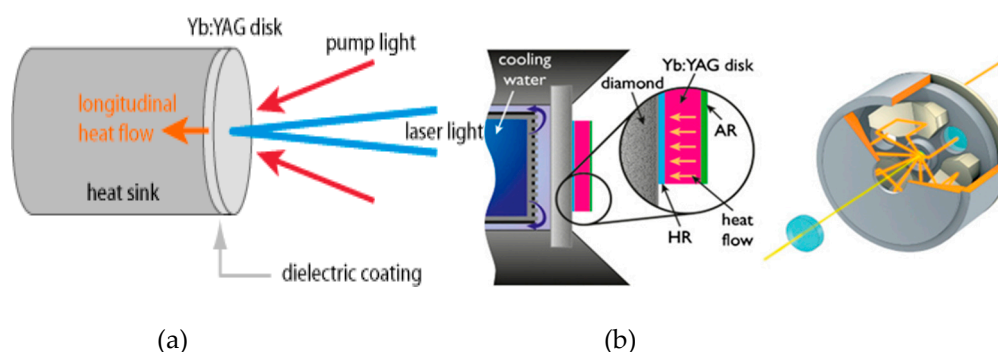 Yb:YAG disk
pump light
longitudinal
heat flow
laser light
heat sink
dielectric coating
(a)
cooling
water
Yb:YAG disk
diamond
AR
HR
heat
flow
(b)